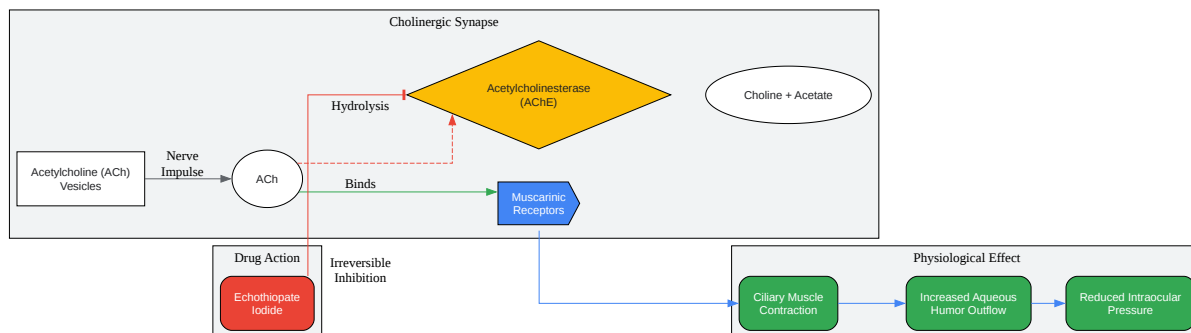 Cholinergic Synapse
Acetylcholinesterase
(AChE)
Choline + Acetate
Hydrolysis
Acetylcholine (ACh)
Vesicles
Nerve
Impulse
ACh
Binds
Muscarinic
Receptors
Drug Action
Irreversible
Inhibition
Echothiopate
Iodide
Physiological Effect
Ciliary Muscle
Contraction
Increased Aqueous
Humor Outflow
Reduced Intraocular
Pressure